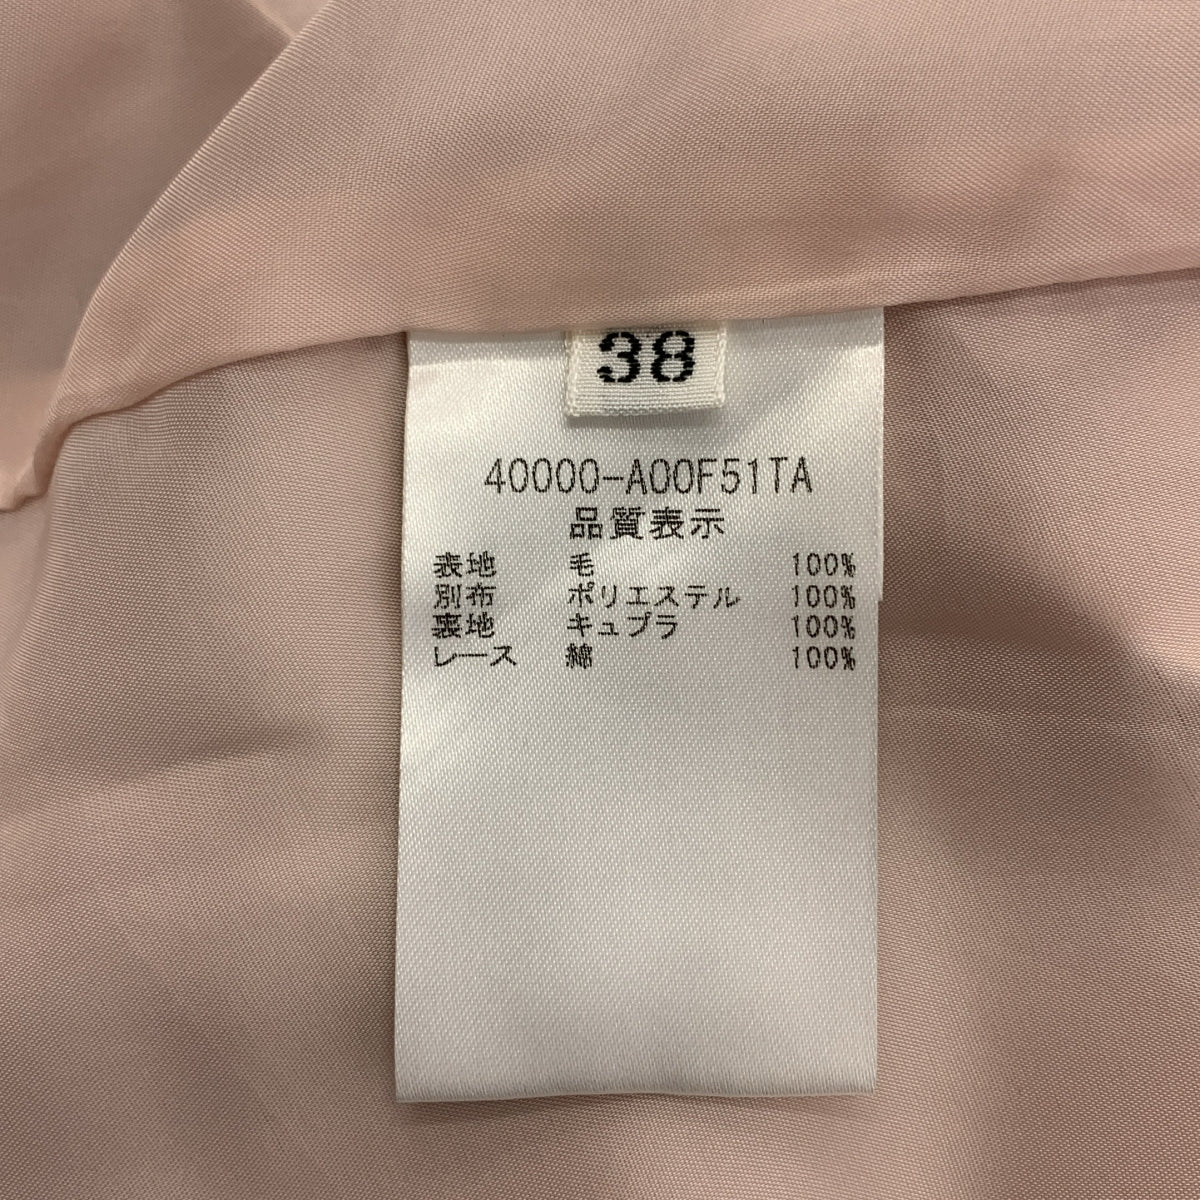 38
40000-A00F51TA
品質表示
表地 毛 100%
別布 ポリエステル 100%
裏地 キュプラ 100%
レース 綿 100%